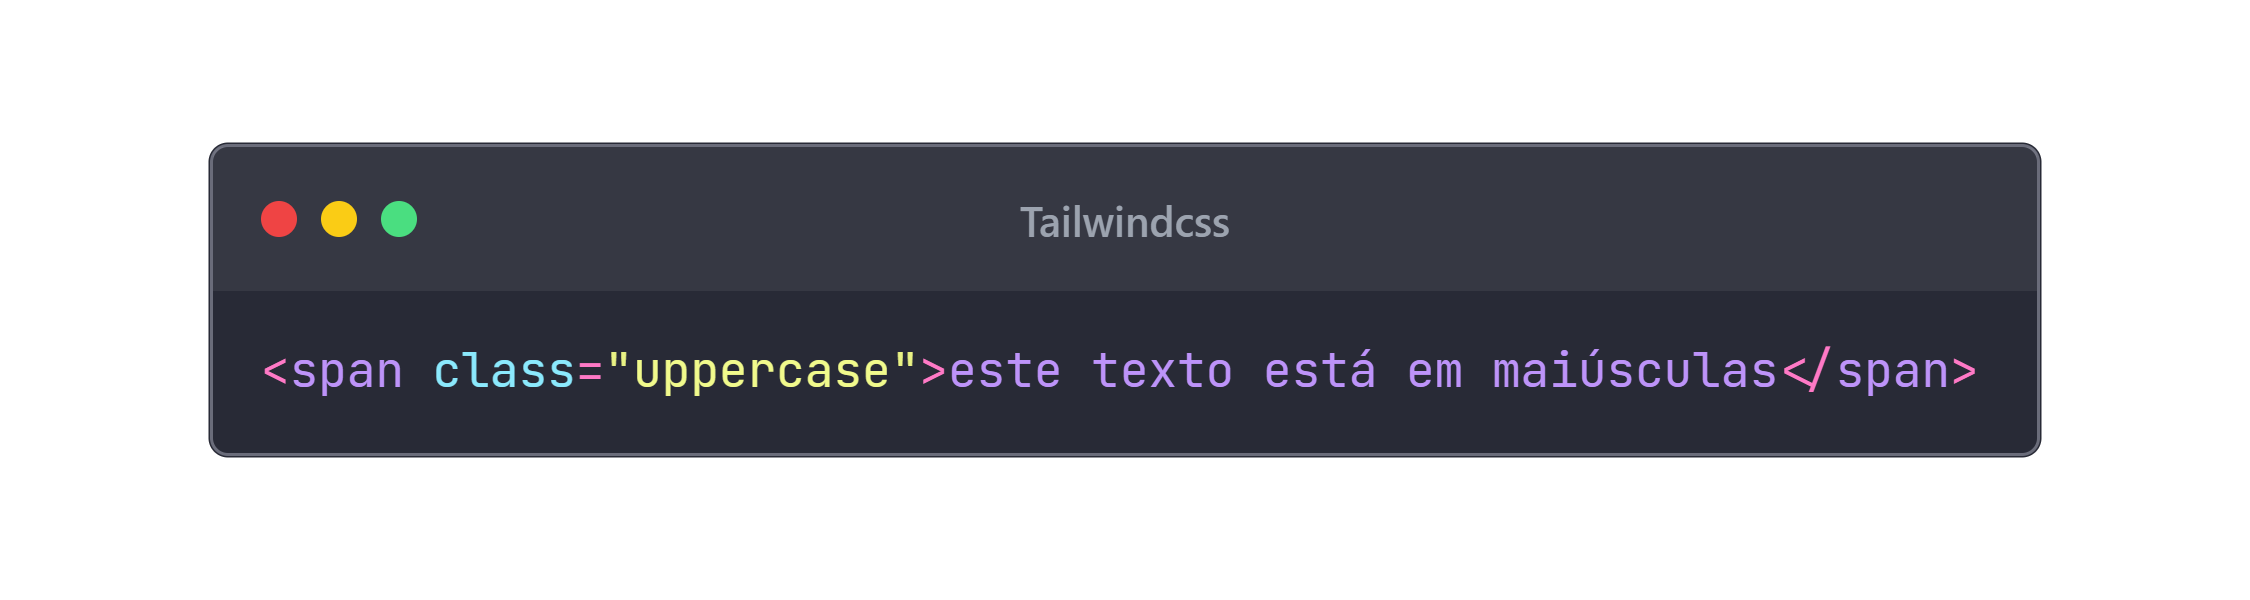 Tailwindcss
<span class="uppercase">este texto está em maiúsculas</span>